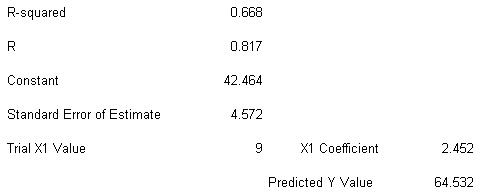 R-squared 0.668
R 0.817
Constant 42.464
Standard Error of Estimate 4.572
Trial X1 Value 9 X1 Coefficient 2.452
Predicted Y Value 64.532